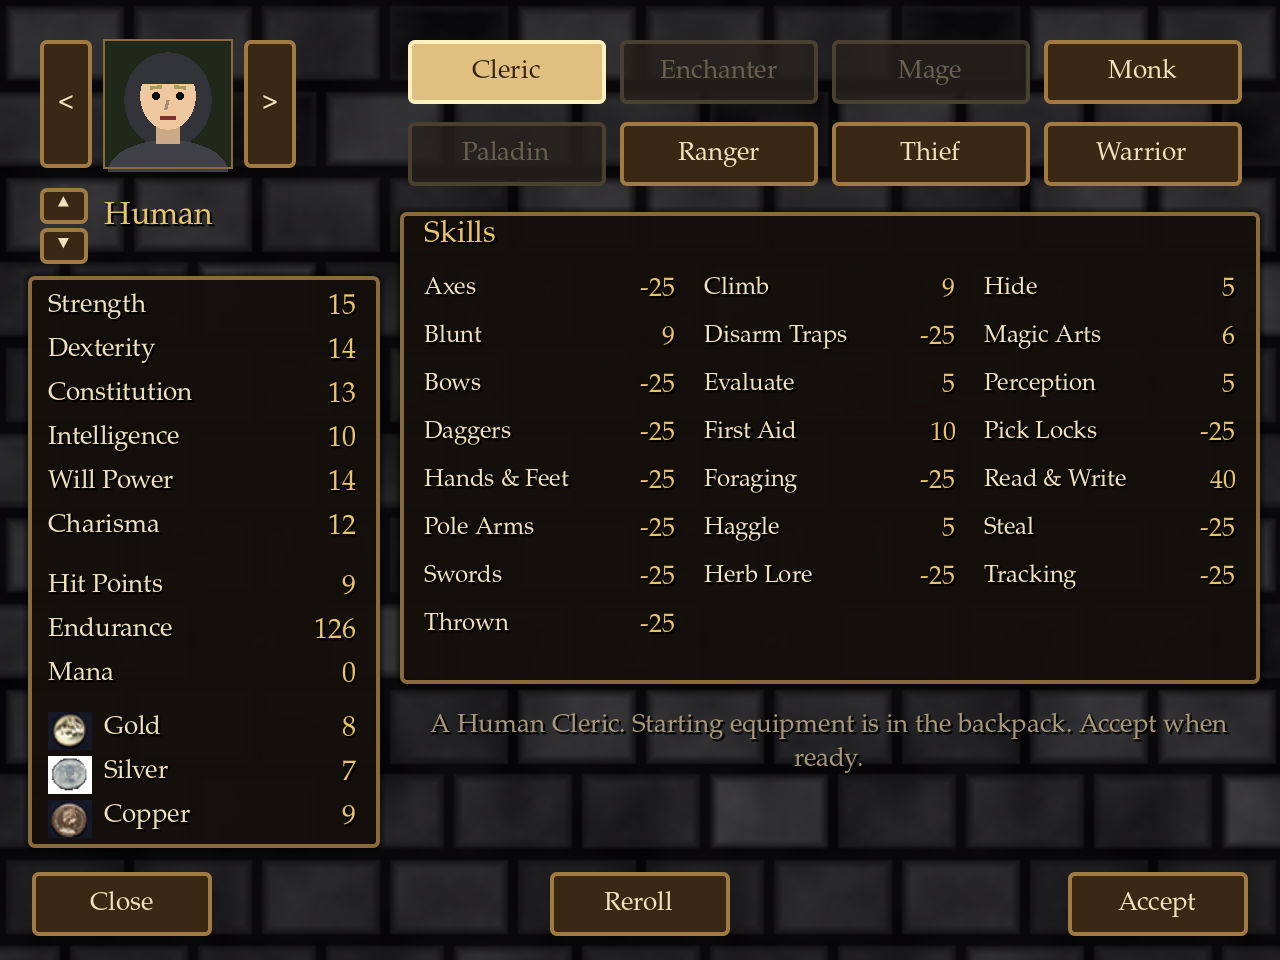 < >
Cleric Enchanter Mage Monk
Paladin Ranger Thief Warrior
▲
Human
▼
Skills
Strength 15
Dexterity 14
Constitution 13
Intelligence 10
Will Power 14
Charisma 12
Hit Points 9
Endurance 126
Mana 0
Gold 8
Silver 7
Copper 9
Axes -25 Climb 9 Hide 5
Blunt 9 Disarm Traps -25 Magic Arts 6
Bows -25 Evaluate 5 Perception 5
Daggers -25 First Aid 10 Pick Locks -25
Hands & Feet -25 Foraging -25 Read & Write 40
Pole Arms -25 Haggle 5 Steal -25
Swords -25 Herb Lore -25 Tracking -25
Thrown -25
A Human Cleric. Starting equipment is in the backpack. Accept when
ready.
Close Reroll Accept